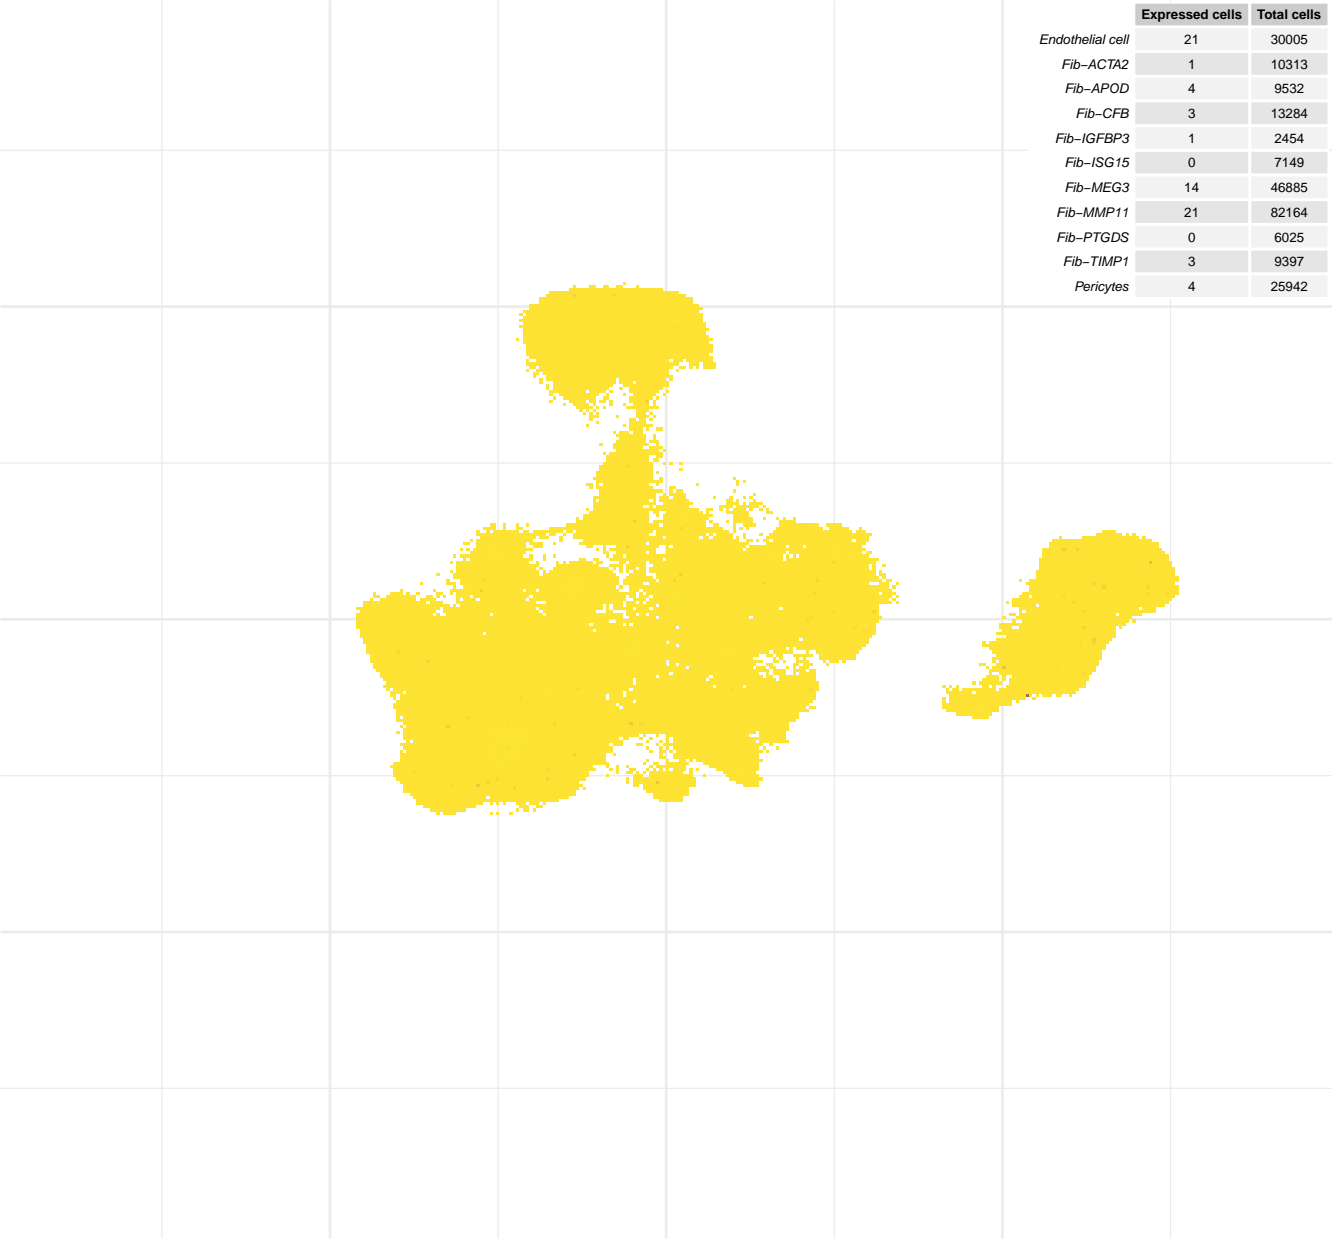 Expressed cells Total cells
Endothelial cell 21 30005
Fib−ACTA2 1 10313
Fib−APOD 4 9532
Fib−CFB 3 13284
Fib−IGFBP3 1 2454
Fib−ISG15 0 7149
Fib−MEG3 14 46885
Fib−MMP11 21 82164
Fib−PTGDS 0 6025
Fib−TIMP1 3 9397
Pericytes 4 25942